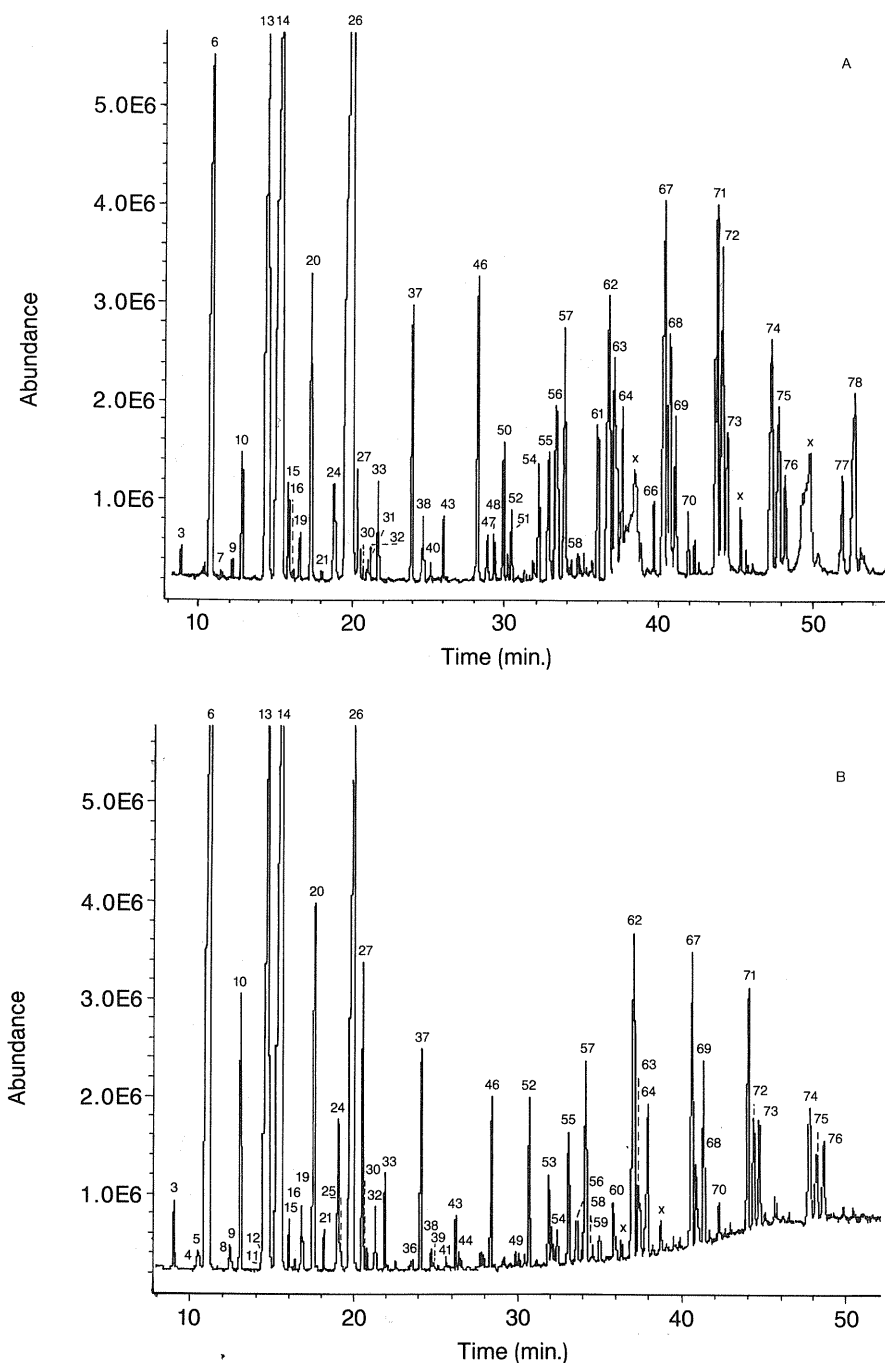 13 14 26
6
A
5.0E6
4.0E6
67 71
72
20 46
3.0E6 37 62
57
68 74
63
2.0E6 56 64 69 75 78
61
50 73
10 55
27 54 x x
15 24 33 76 77
1.0E6 16 38 43 52 66 x
48 70
3 19 31 47 51
9 30 32 58
7 21 40
10 20 30 40 50
Abundance
Time (min.)
6 13 14 26
B
5.0E6
4.0E6 20
62
67
27
3.0E6 10 71
37
57 69
63
46 52 64
2.0E6
24 72 74
55 73 75
68 76
30 33 53
3 16 19 25 56
1.0E6 15 32 43 58 60 x 70
21 54 59 x
5 9 12 38 44
4 8 11 36 39 41 49
10 20 30 40 50
Abundance
Time (min.)